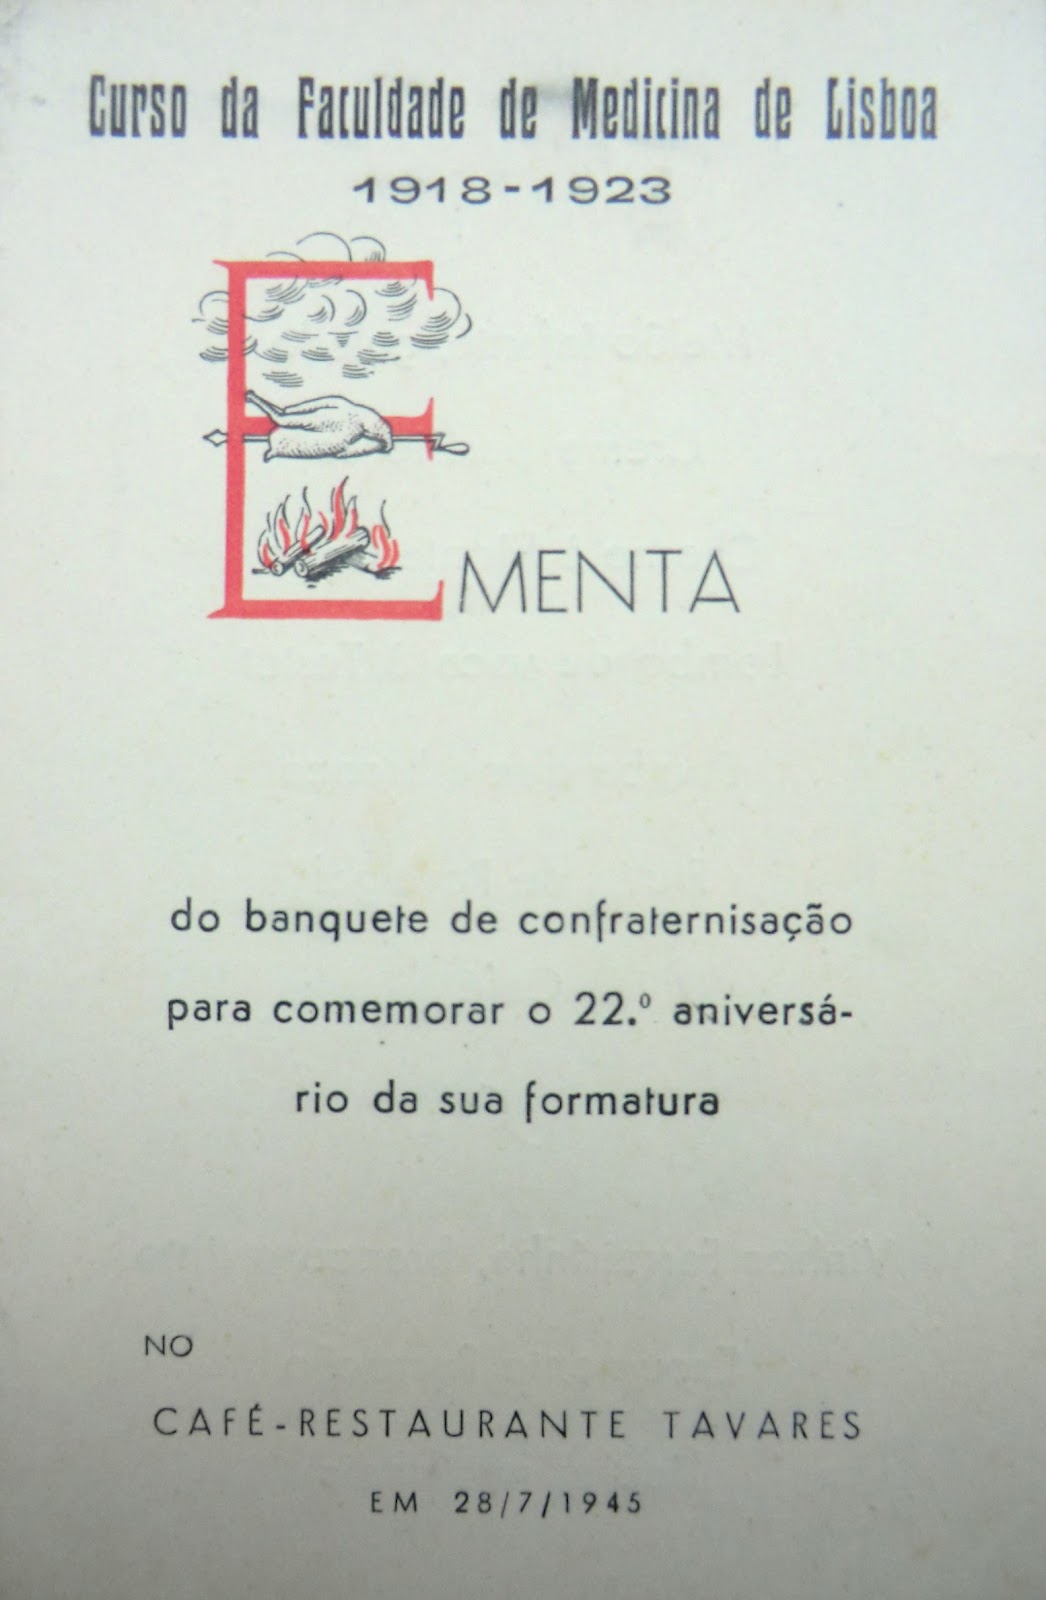 Curso da Faculdade de Medicina de Lisboa
1918-1923
EMENTA
do banquete de confraternisação
para comemorar o 22.º aniversá-
rio da sua formatura
NO
CAFÉ-RESTAURANTE TAVARES
EM 28/7/1945